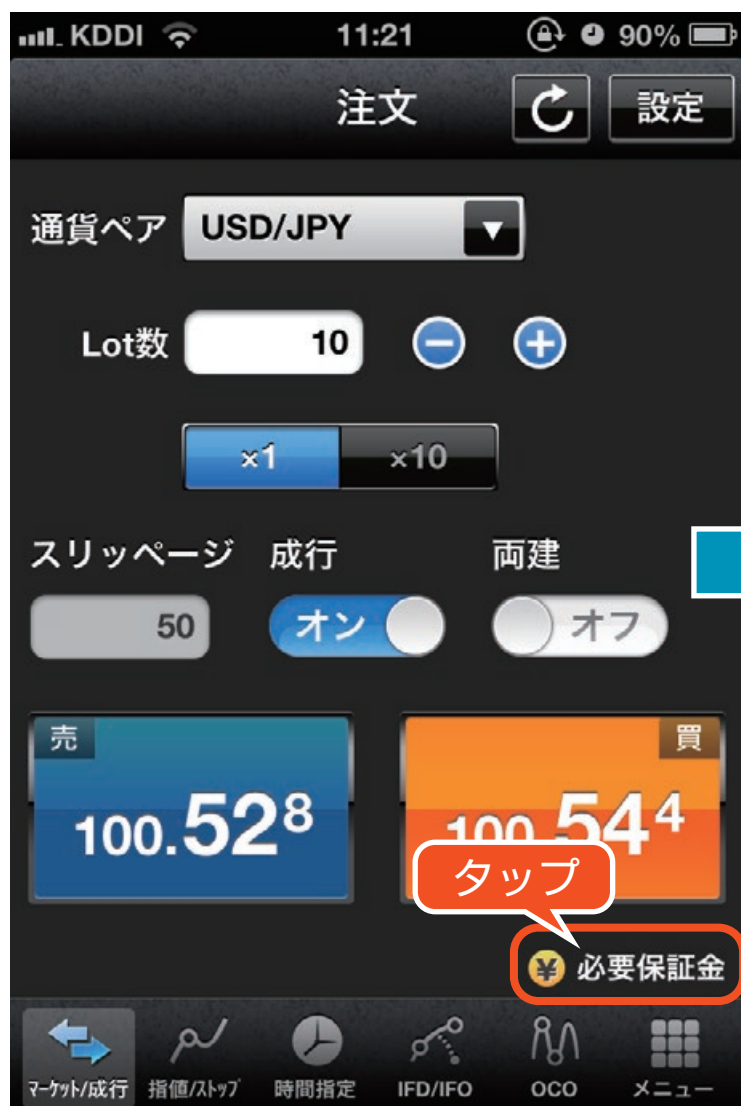 KDDI 11:21 90%
注文 設定
通貨ペア USD/JPY
Lot数 10
×1 ×10
スリッページ 成行 両建
50 オン オフ
売 買
100.528 100.544
タップ
¥ 必要保証金
マーケット/成行 指値/ストップ 時間指定 IFD/IFO OCO メニュー